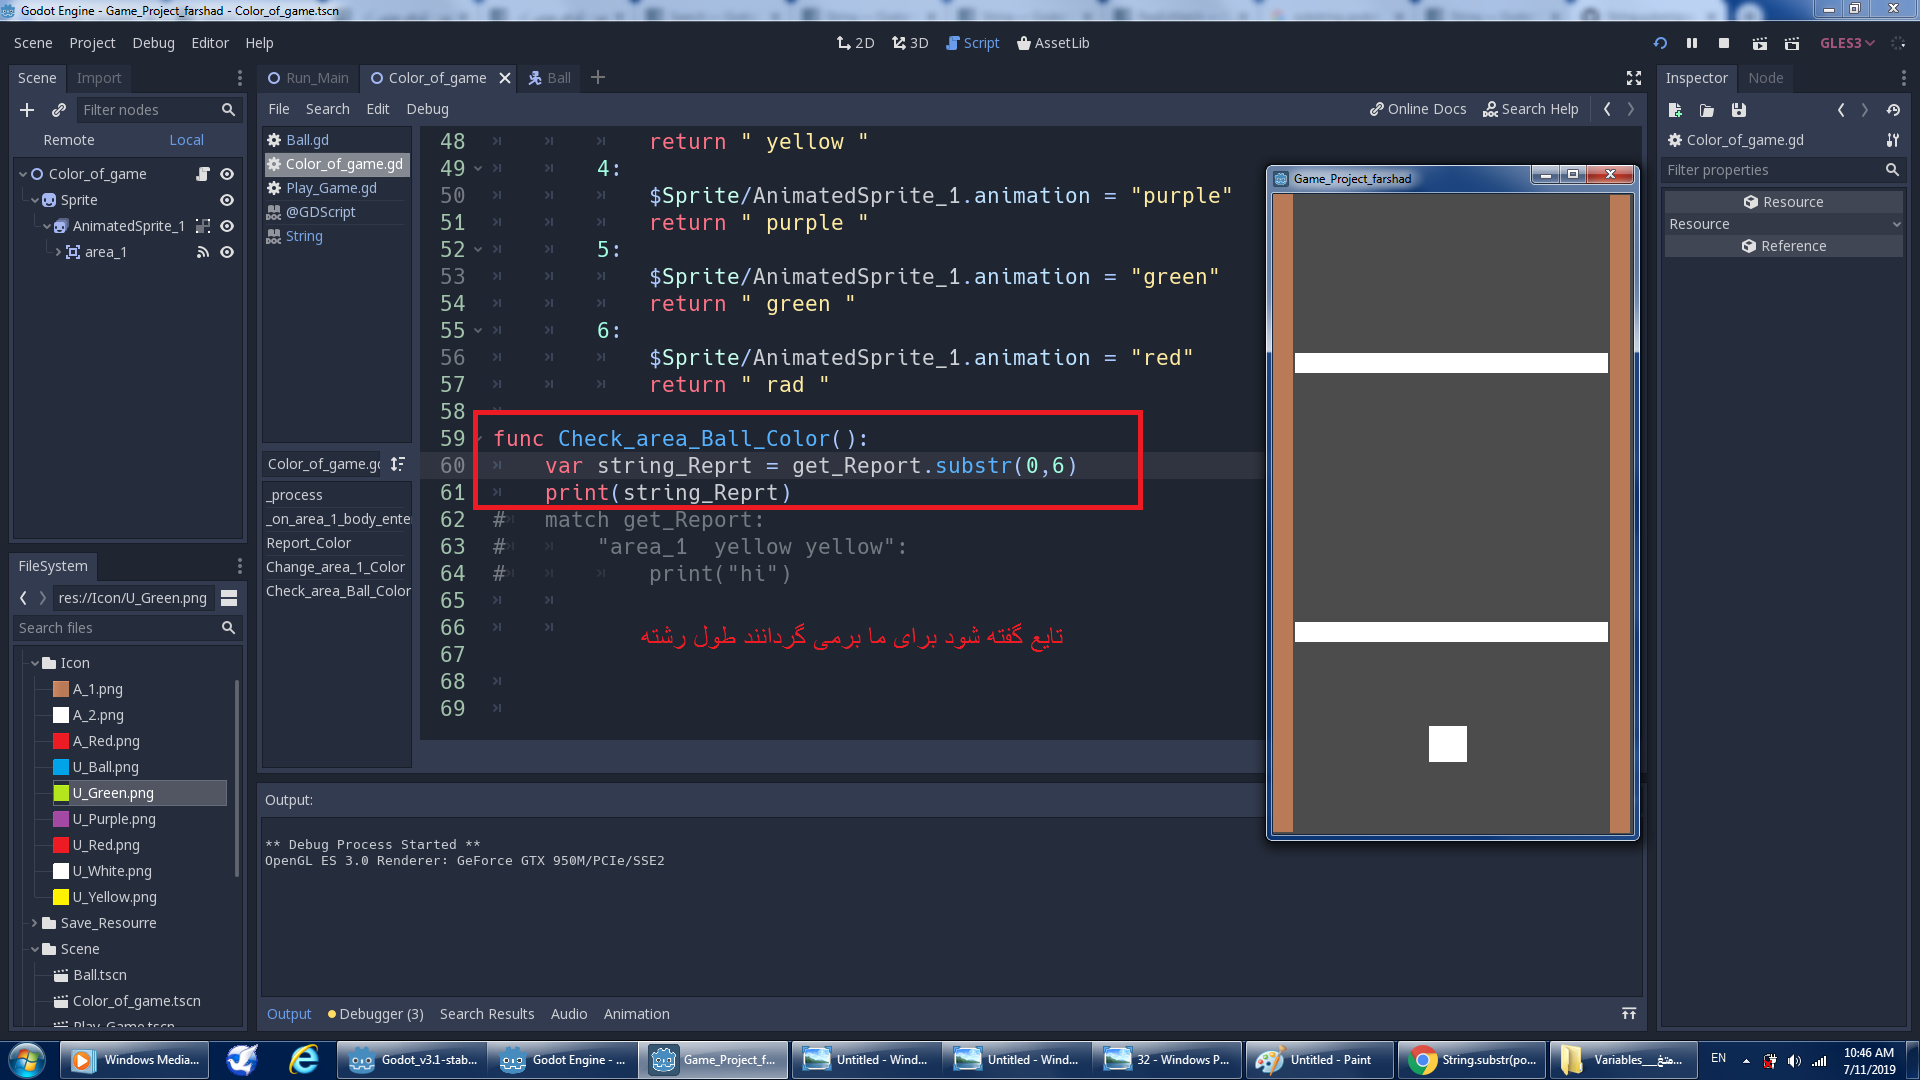 Godot Engine - Game_Project_farshad - Color_of_game.tscn
Scene Project Debug Editor Help
2D 3D Script AssetLib
GLES3
Scene Import
Filter nodes
Remote Local
Color_of_game
Sprite
AnimatedSprite_1
area_1
FileSystem
res://Icon/U_Green.png
Search files
Icon
A_1.png
A_2.png
A_Red.png
U_Ball.png
U_Green.png
U_Purple.png
U_Red.png
U_White.png
U_Yellow.png
Save_Resourre
Scene
Ball.tscn
Color_of_game.tscn
Play_Game.tscn
Run_Main Color_of_game Ball
File Search Edit Debug
Online Docs Search Help
Ball.gd
Color_of_game.gd
Play_Game.gd
@GDScript
String
Color_of_game.gd
_process
_on_area_1_body_ente
Report_Color
Change_area_1_Color
Check_area_Ball_Color
48 return " yellow "
49 4:
50 $Sprite/AnimatedSprite_1.animation = "purple"
51 return " purple "
52 5:
53 $Sprite/AnimatedSprite_1.animation = "green"
54 return " green "
55 6:
56 $Sprite/AnimatedSprite_1.animation = "red"
57 return " rad "
58
59 func Check_area_Ball_Color():
60 var string_Reprt = get_Report.substr(0,6)
61 print(string_Reprt)
62 # match get_Report:
63 # "area_1  yellow yellow":
64 # print("hi")
65
66
تایع گفته شود برای ما برمی گردانند طول رشته
67
68
69
Output:
** Debug Process Started **
OpenGL ES 3.0 Renderer: GeForce GTX 950M/PCIe/SSE2
Output Debugger (3) Search Results Audio Animation
Game_Project_farshad
Inspector Node
Color_of_game.gd
Filter properties
Resource
Resource
Reference
Windows Media...
Godot_v3.1-stab...
Godot Engine - ...
Game_Project_f...
Untitled - Wind...
Untitled - Wind...
32 - Windows P...
Untitled - Paint
String.substr(po...
EN
10:46 AM
7/11/2019